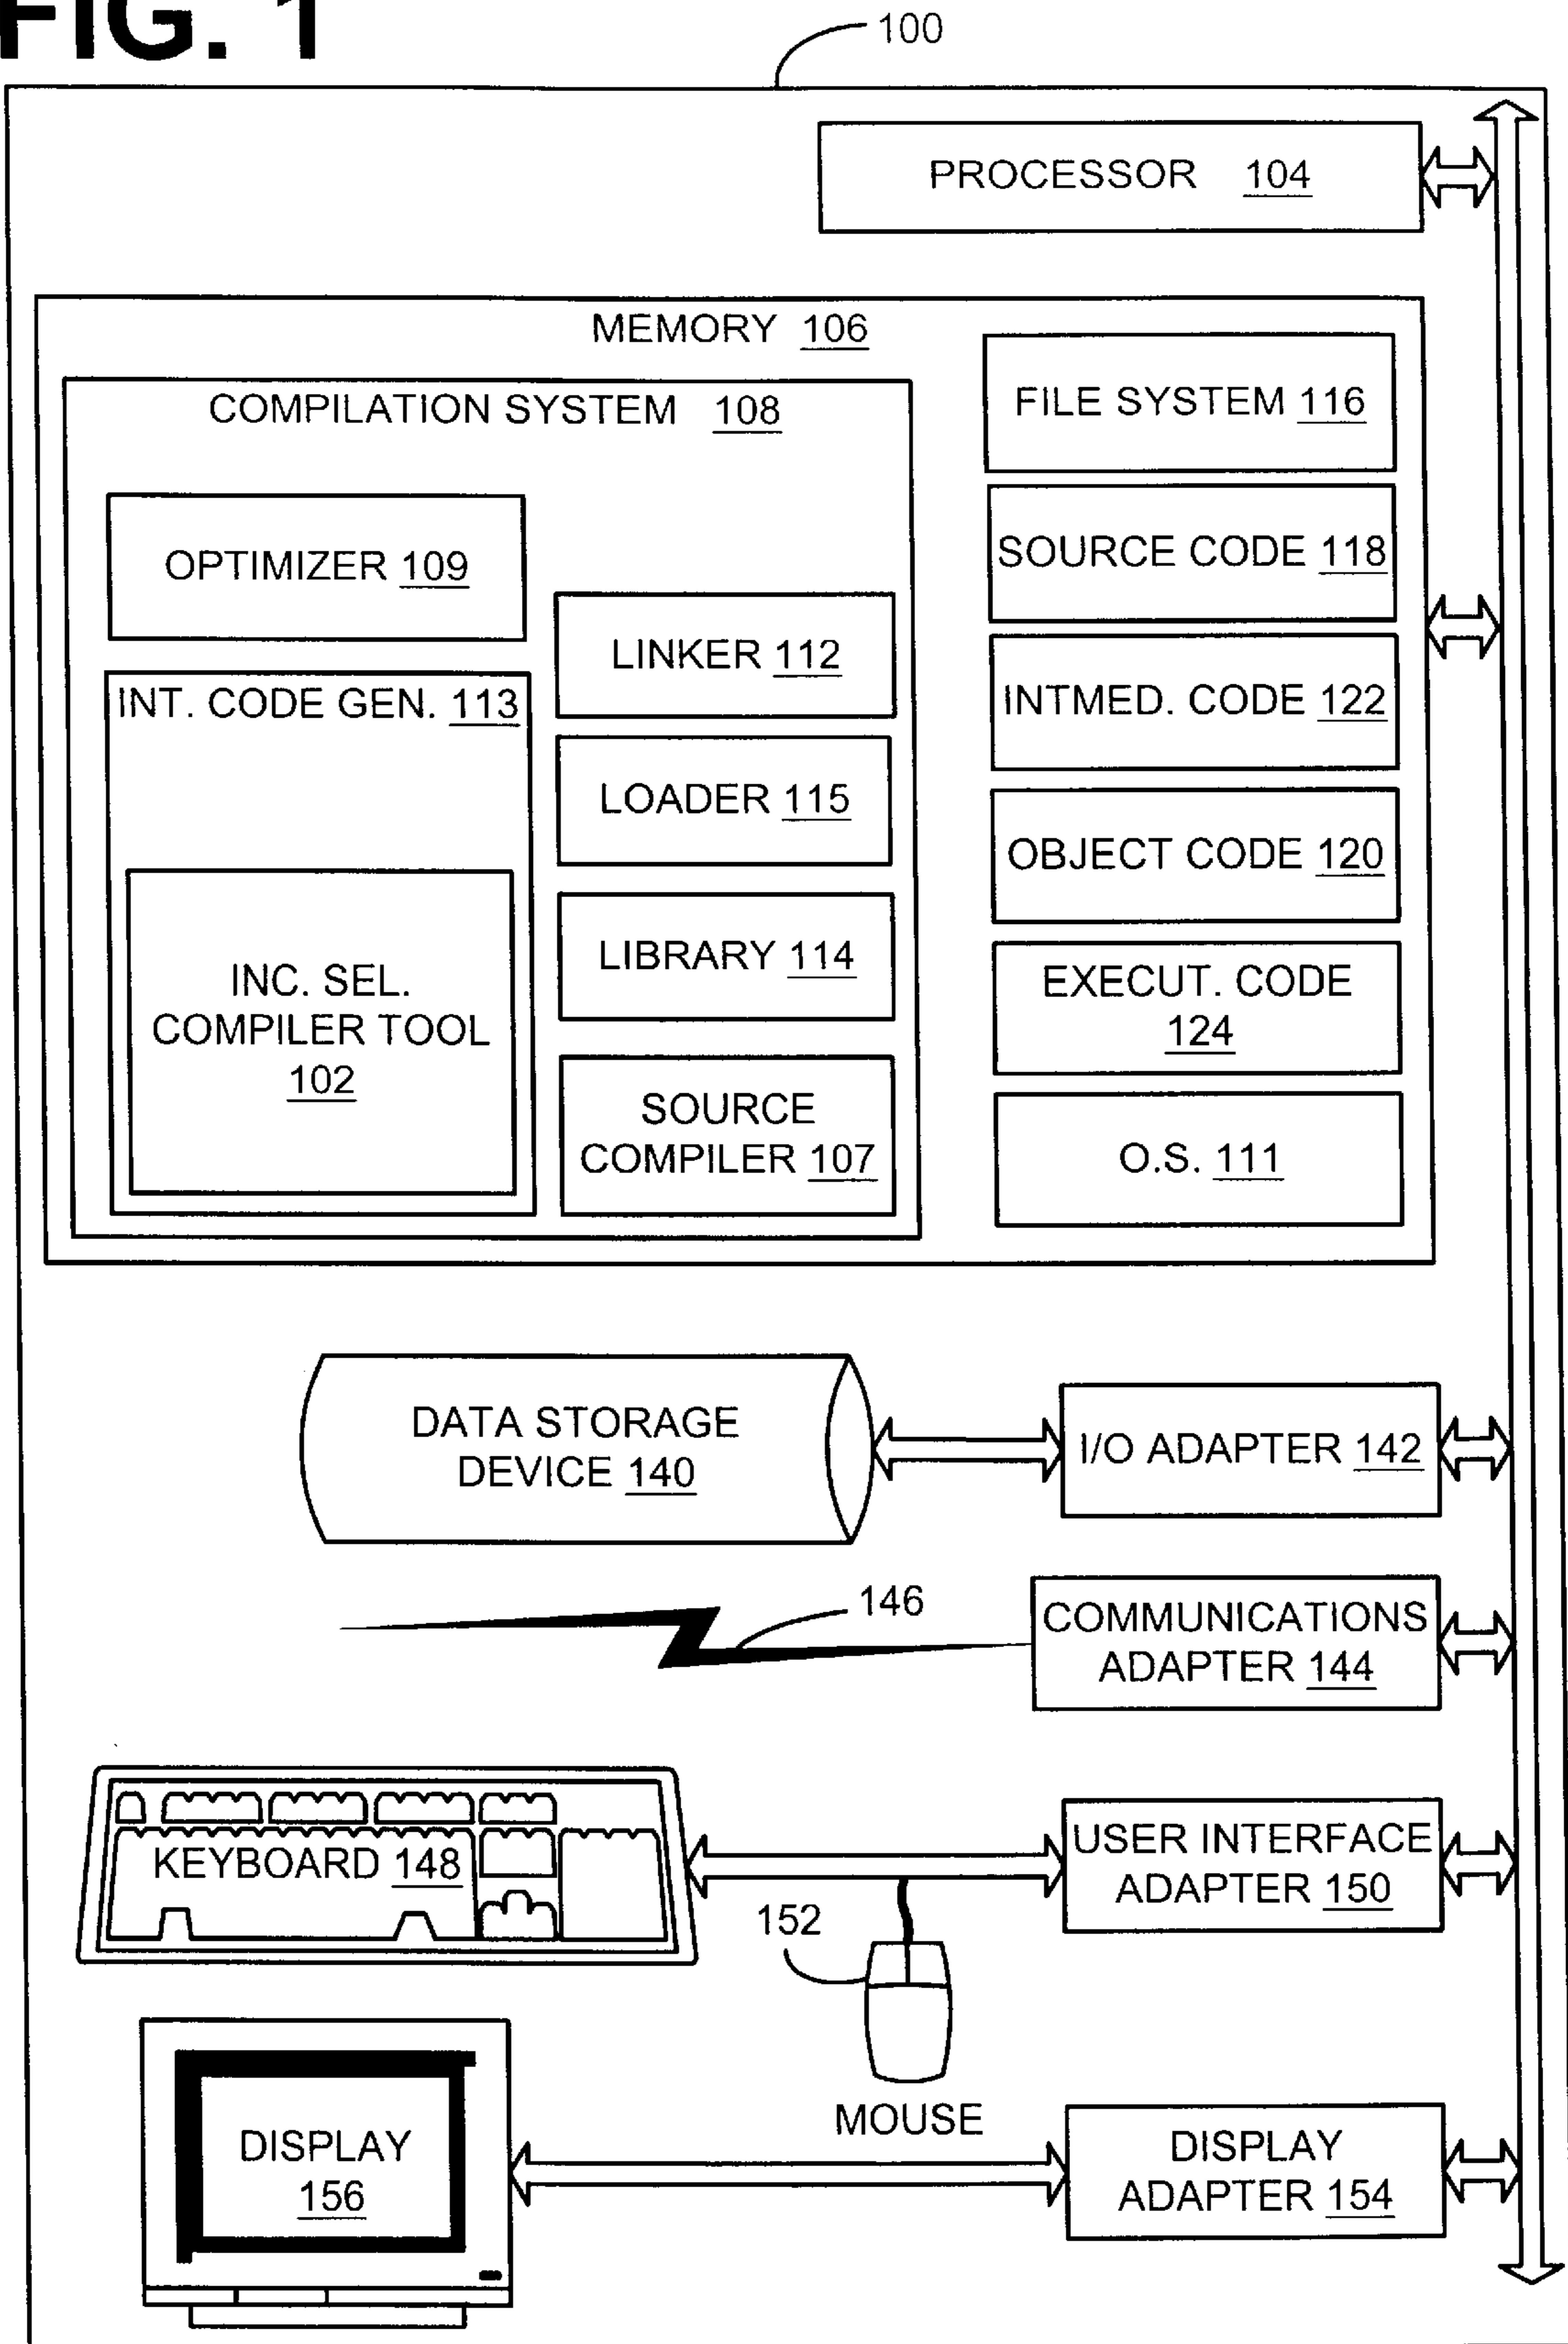 FIG. 1
100
PROCESSOR 104
MEMORY 106
COMPILATION SYSTEM 108
OPTIMIZER 109
INT. CODE GEN. 113
INC. SEL.
COMPILER TOOL
102
LINKER 112
LOADER 115
LIBRARY 114
SOURCE
COMPILER 107
FILE SYSTEM 116
SOURCE CODE 118
INTMED. CODE 122
OBJECT CODE 120
EXECUT. CODE
124
O.S. 111
DATA STORAGE
DEVICE 140
I/O ADAPTER 142
146
COMMUNICATIONS
ADAPTER 144
KEYBOARD 148
USER INTERFACE
ADAPTER 150
152
MOUSE
DISPLAY
156
DISPLAY
ADAPTER 154